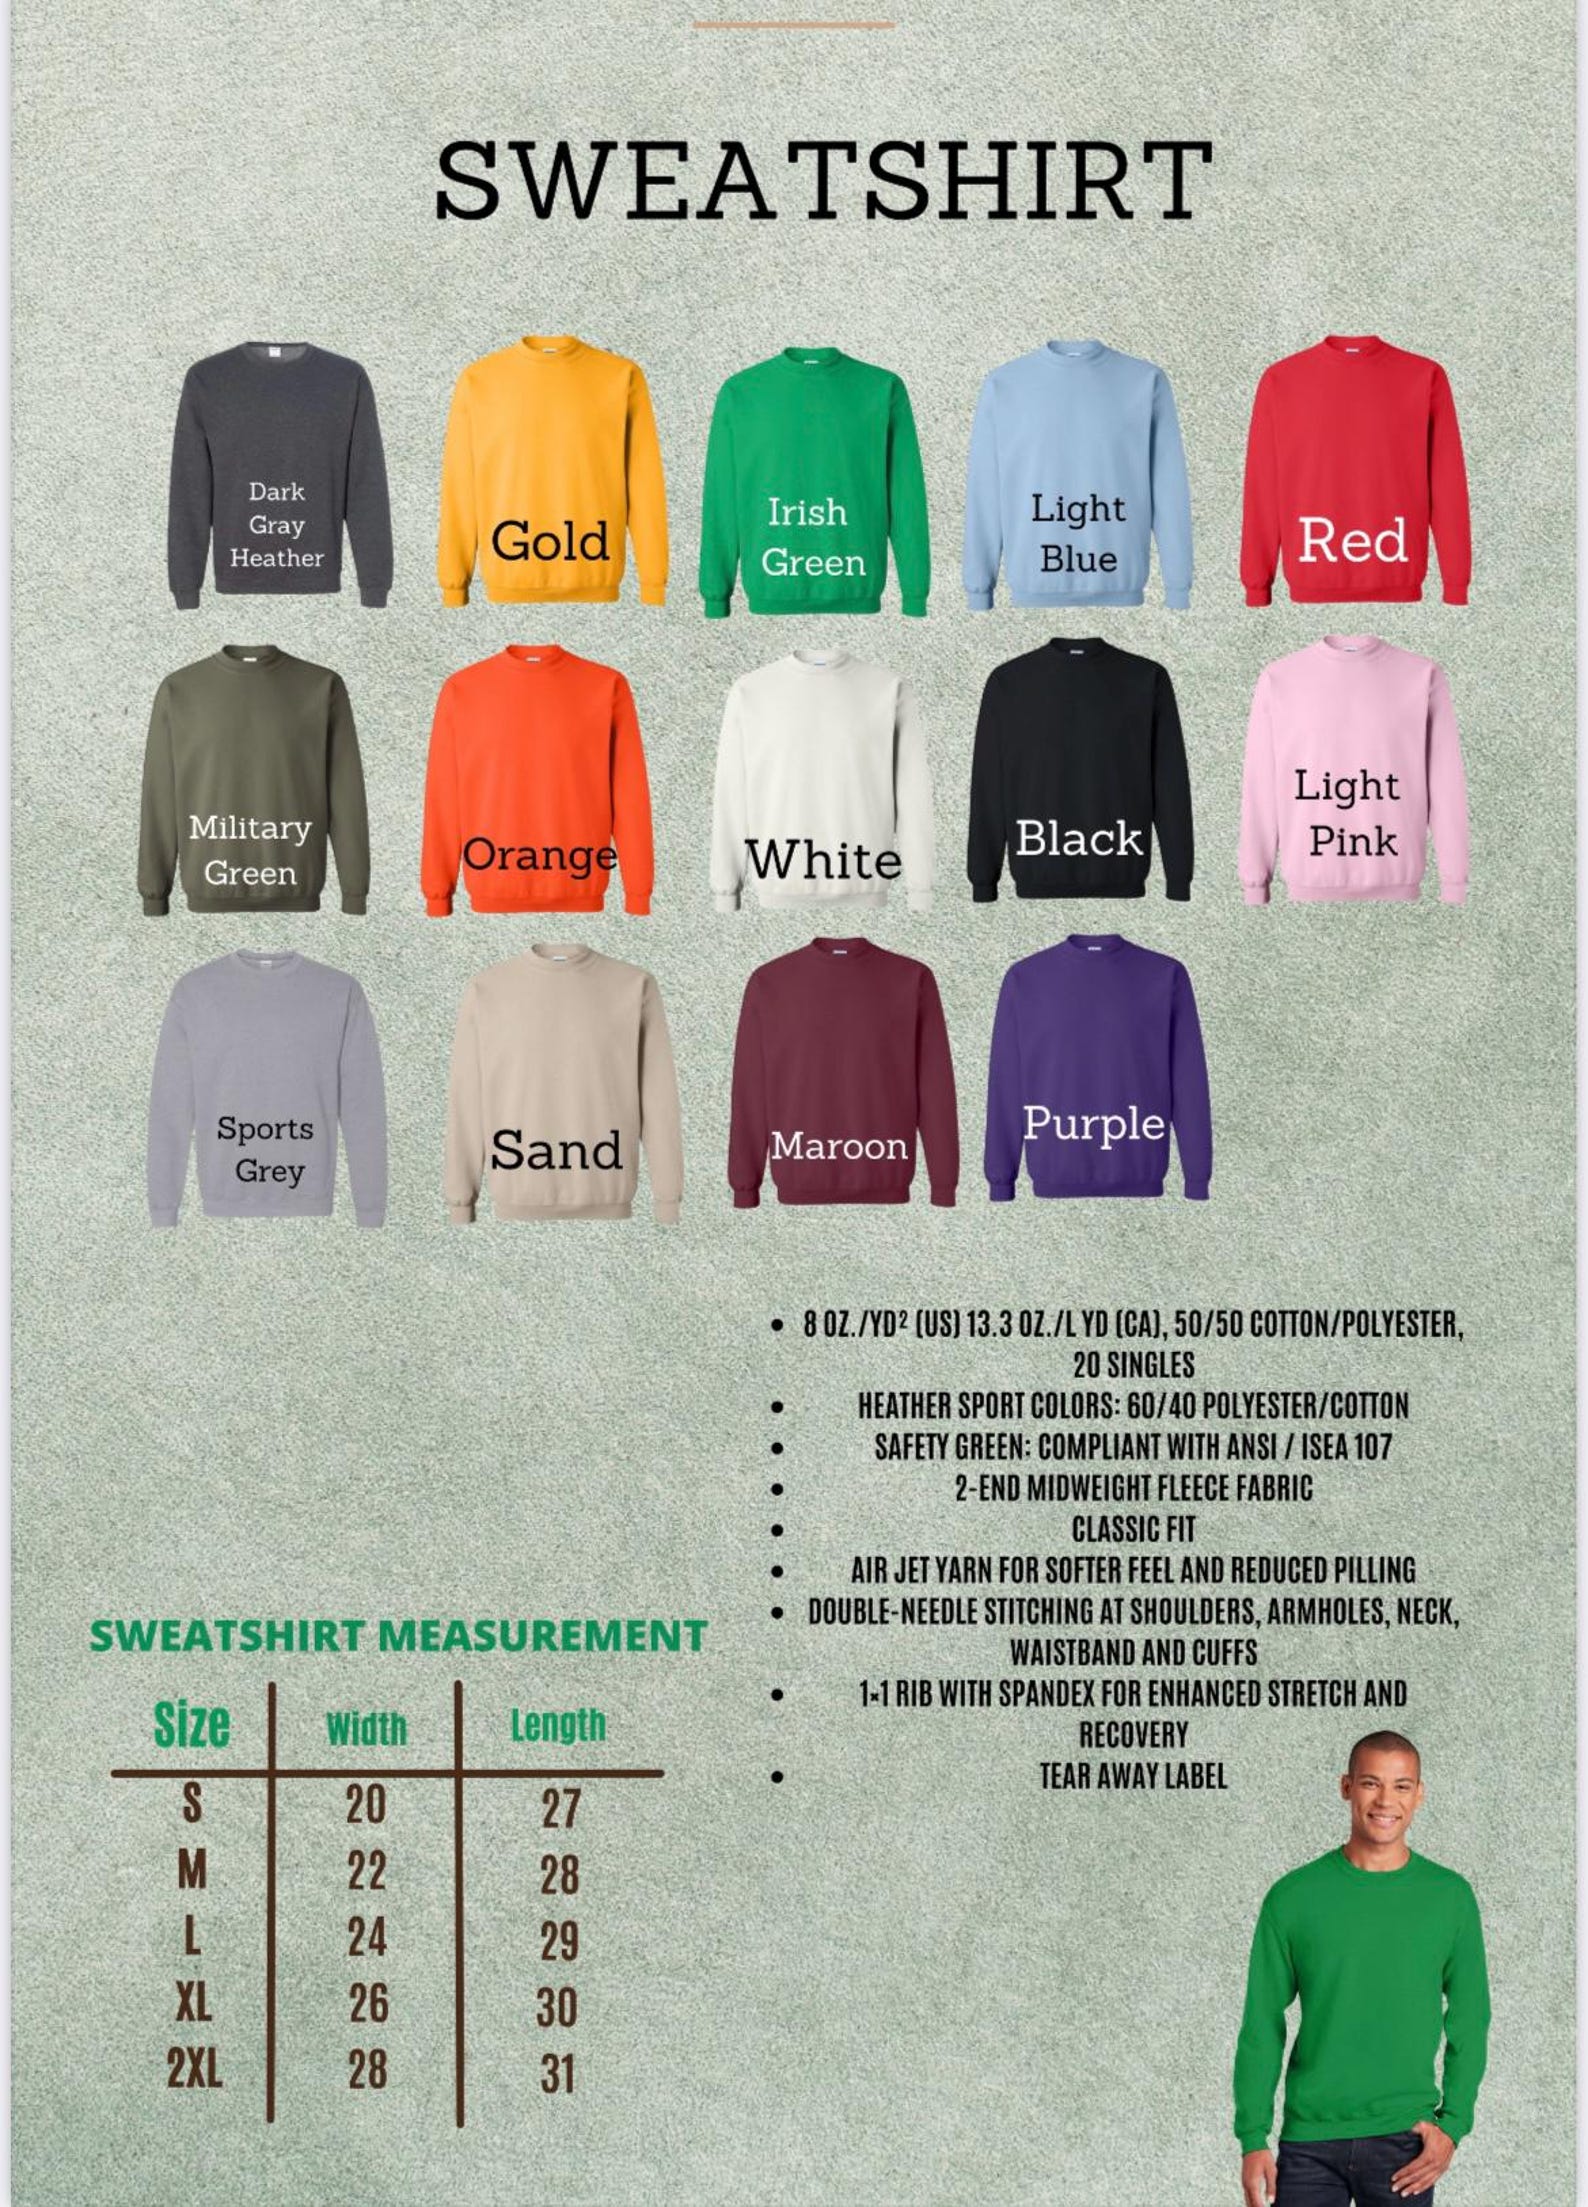 SWEATSHIRT
Dark
Gray
Heather
Gold
Irish
Green
Light
Blue
Red
Military
Green
Orange
White
Black
Light
Pink
Sports
Grey
Sand
Maroon
Purple
• 8 OZ./YD² (US) 13.3 OZ./L YD (CA), 50/50 COTTON/POLYESTER,
20 SINGLES
• HEATHER SPORT COLORS: 60/40 POLYESTER/COTTON
• SAFETY GREEN: COMPLIANT WITH ANSI / ISEA 107
• 2-END MIDWEIGHT FLEECE FABRIC
• CLASSIC FIT
• AIR JET YARN FOR SOFTER FEEL AND REDUCED PILLING
• DOUBLE-NEEDLE STITCHING AT SHOULDERS, ARMHOLES, NECK,
WAISTBAND AND CUFFS
• 1×1 RIB WITH SPANDEX FOR ENHANCED STRETCH AND
RECOVERY
• TEAR AWAY LABEL
SWEATSHIRT MEASUREMENT
Size Width Length
S 20 27
M 22 28
L 24 29
XL 26 30
2XL 28 31